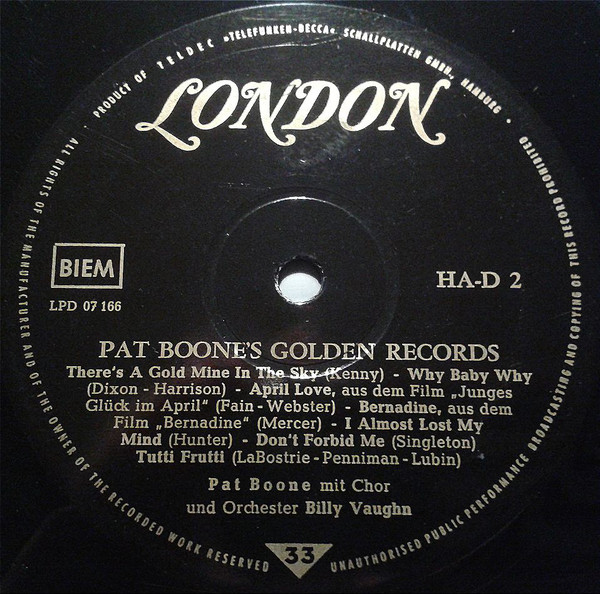 PRODUCT OF TELDEC »TELEFUNKEN-DECCA« SCHALLPLATTEN GMBH., HAMBURG •
LONDON
BIEM
LPD 07 166
HA-D 2
PAT BOONE'S GOLDEN RECORDS
There's A Gold Mine In The Sky (Kenny) - Why Baby Why
(Dixon - Harrison) - April Love, aus dem Film „Junges
Glück im April“ (Fain - Webster) - Bernadine, aus dem
Film „Bernadine“ (Mercer) - I Almost Lost My
Mind (Hunter) - Don't Forbid Me (Singleton)
Tutti Frutti (LaBostrie - Penniman - Lubin)
Pat Boone mit Chor
und Orchester Billy Vaughn
33
ALL RIGHTS OF THE MANUFACTURER AND OF THE OWNER OF THE RECORDED WORK RESERVED
UNAUTHORISED PUBLIC PERFORMANCE BROADCASTING AND COPYING OF THIS RECORD PROHIBITED